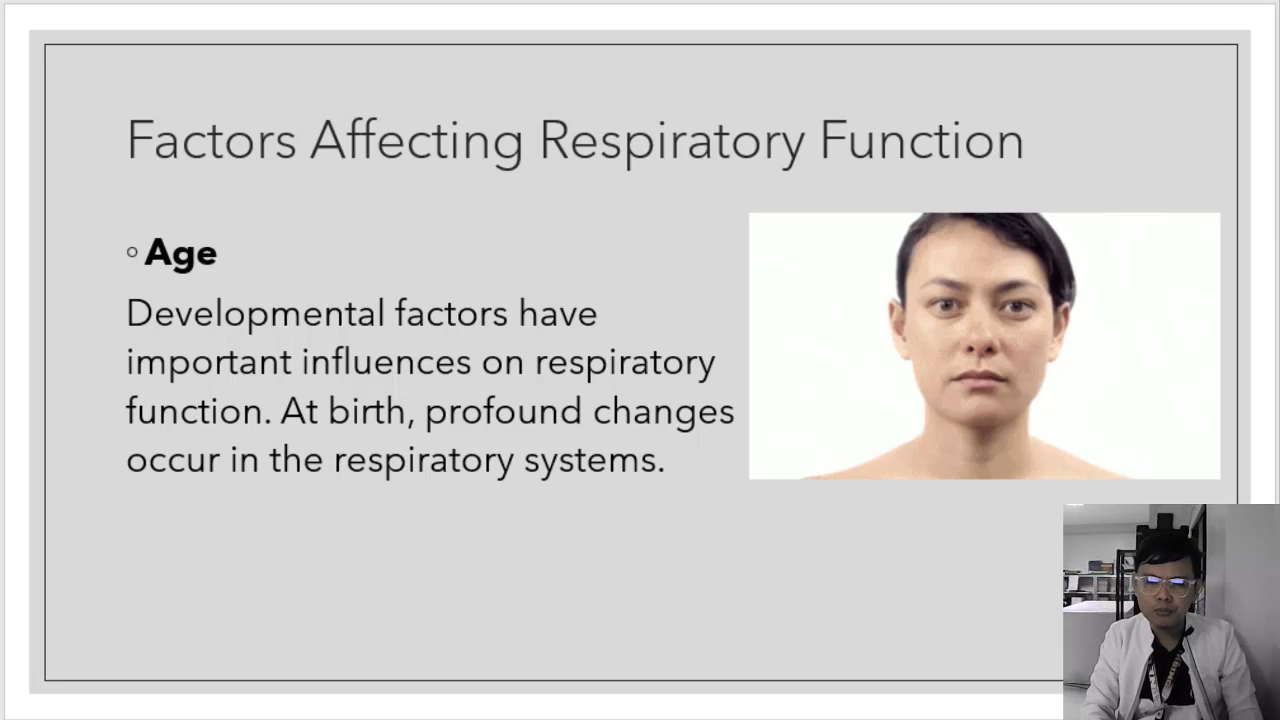 Factors Affecting Respiratory Function
◦ Age
Developmental factors have
important influences on respiratory
function. At birth, profound changes
occur in the respiratory systems.